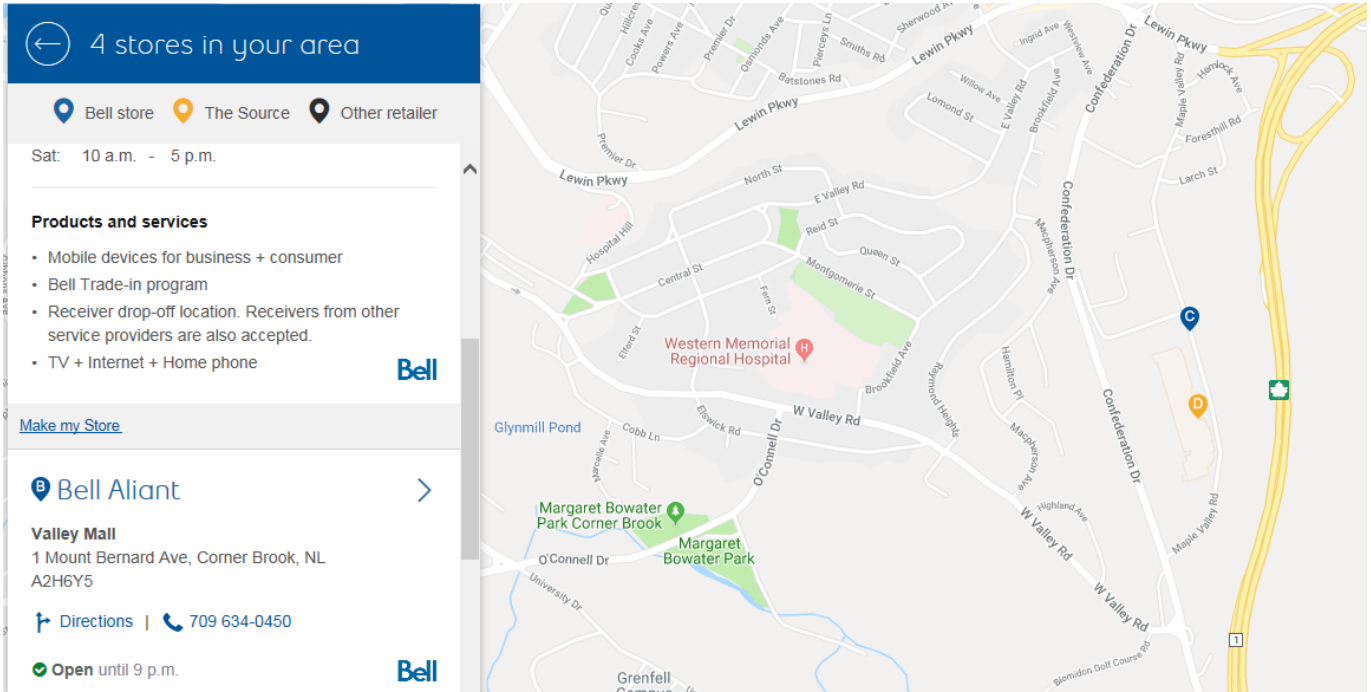 4 stores in your area
Bell store
The Source
Other retailer
Sat: 10 a.m. - 5 p.m.
Products and services
• Mobile devices for business + consumer
• Bell Trade-in program
• Receiver drop-off location. Receivers from other
service providers are also accepted.
• TV + Internet + Home phone
Bell
Make my Store
B
Bell Aliant
Valley Mall
1 Mount Bernard Ave, Corner Brook, NL
A2H6Y5
Directions | 709 634-0450
Open until 9 p.m.
Bell
Cooks Ave
Powers Ave
Premier Dr
Osmonds Ave
Pierceys Ln
Smiths Rd
Batstones Rd
Lewin Pkwy
Lewin Pkwy
Lewin Pkwy
Lewin Pkwy
Premier Dr
Ingrid Ave
Westview Ave
Willow Ave
Lomond St
E Valley Rd
Brookfield Ave
Confederation Dr
Maple Valley Rd
Hamlock Ave
Foresthill Rd
Larch St
North St
E Valley Rd
Reid St
Queen St
Hospital Hill
Central St
Montgomerie St
Fern St
Elford St
Macpherson Ave
Confederation Dr
C
Western Memorial
Regional Hospital
H
Brookfield Ave
Raymond Heights
Hamilton Pl
D
W Valley Rd
O'Connell Dr
Elswick Rd
Cobb Ln
Marcelle Ave
Glynmill Pond
Macpherson Ave
Confederation Dr
Highland Ave
W Valley Rd
Maple Valley Rd
Margaret Bowater
Park Corner Brook
Margaret
Bowater Park
O'Connell Dr
University Dr
W Valley Rd
1
Blomidon Golf Course Rd
Grenfell
Campus